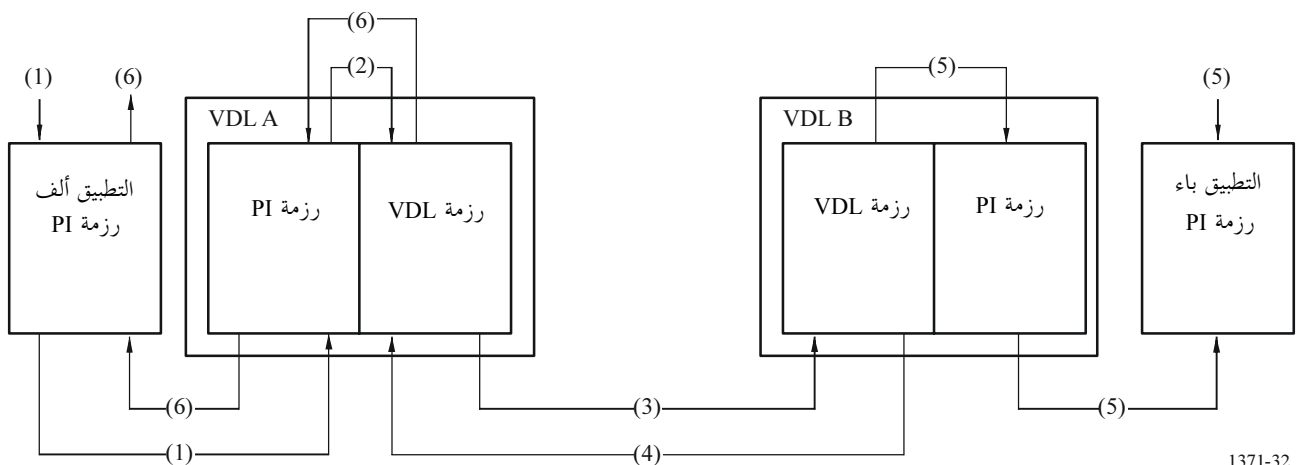 (6)
(2)
(5)
(1)
(6)
(5)
VDL A
VDL B
التطبيق ألف
رزمة PI
رزمة PI
رزمة VDL
رزمة VDL
رزمة PI
التطبيق باء
رزمة PI
(6)
(3)
(5)
(1)
(4)
1371-32